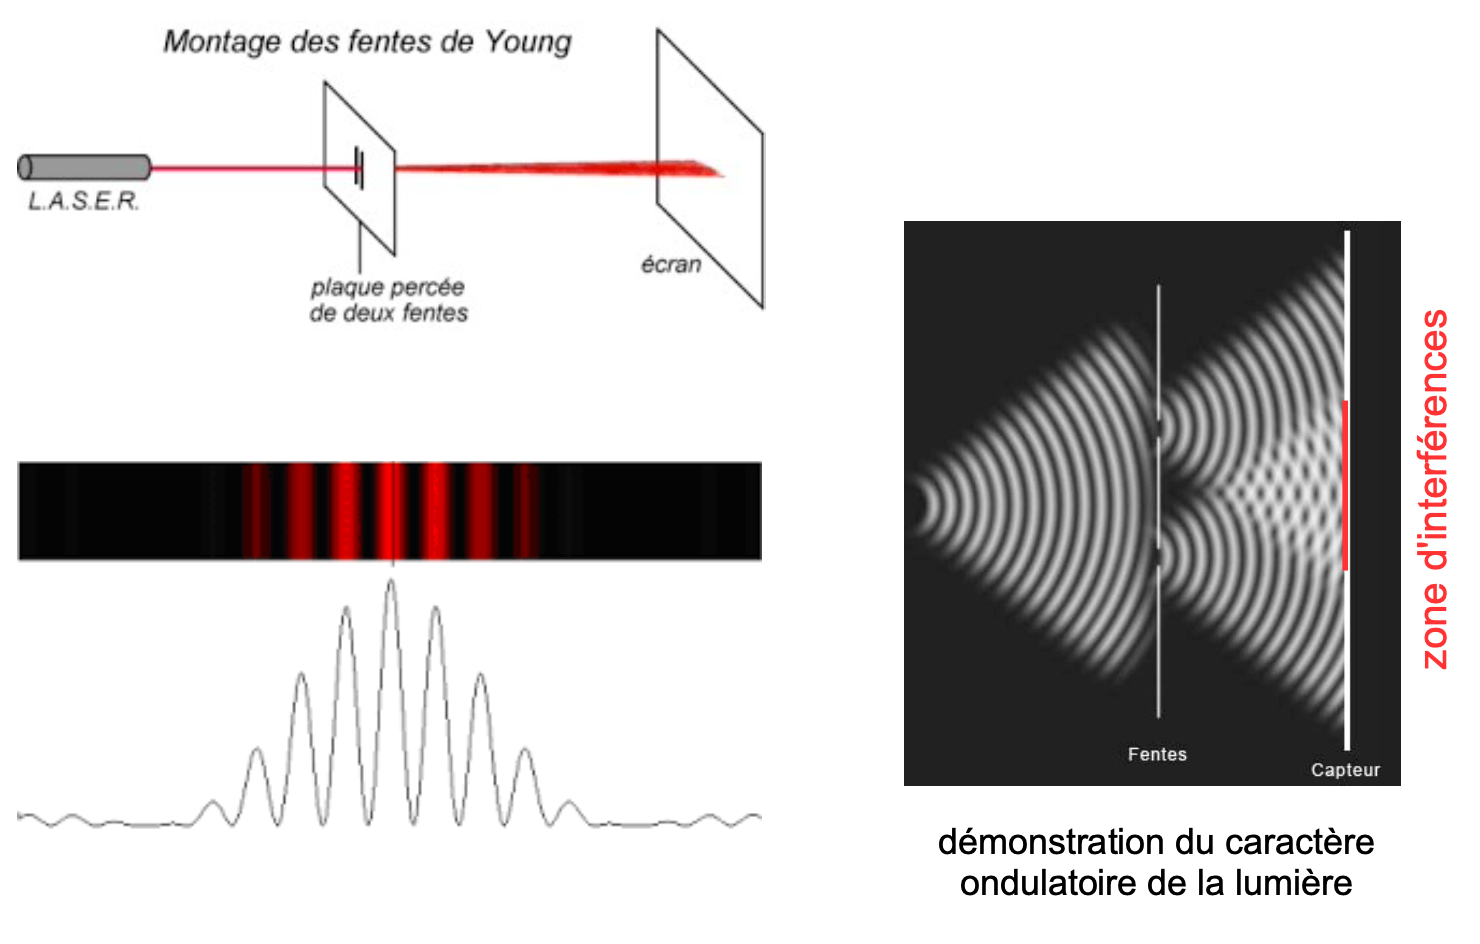 Montage des fentes de Young
L.A.S.E.R.
plaque percée
de deux fentes
écran
zone d'interférences
Fentes
Capteur
démonstration du caractère
ondulatoire de la lumière